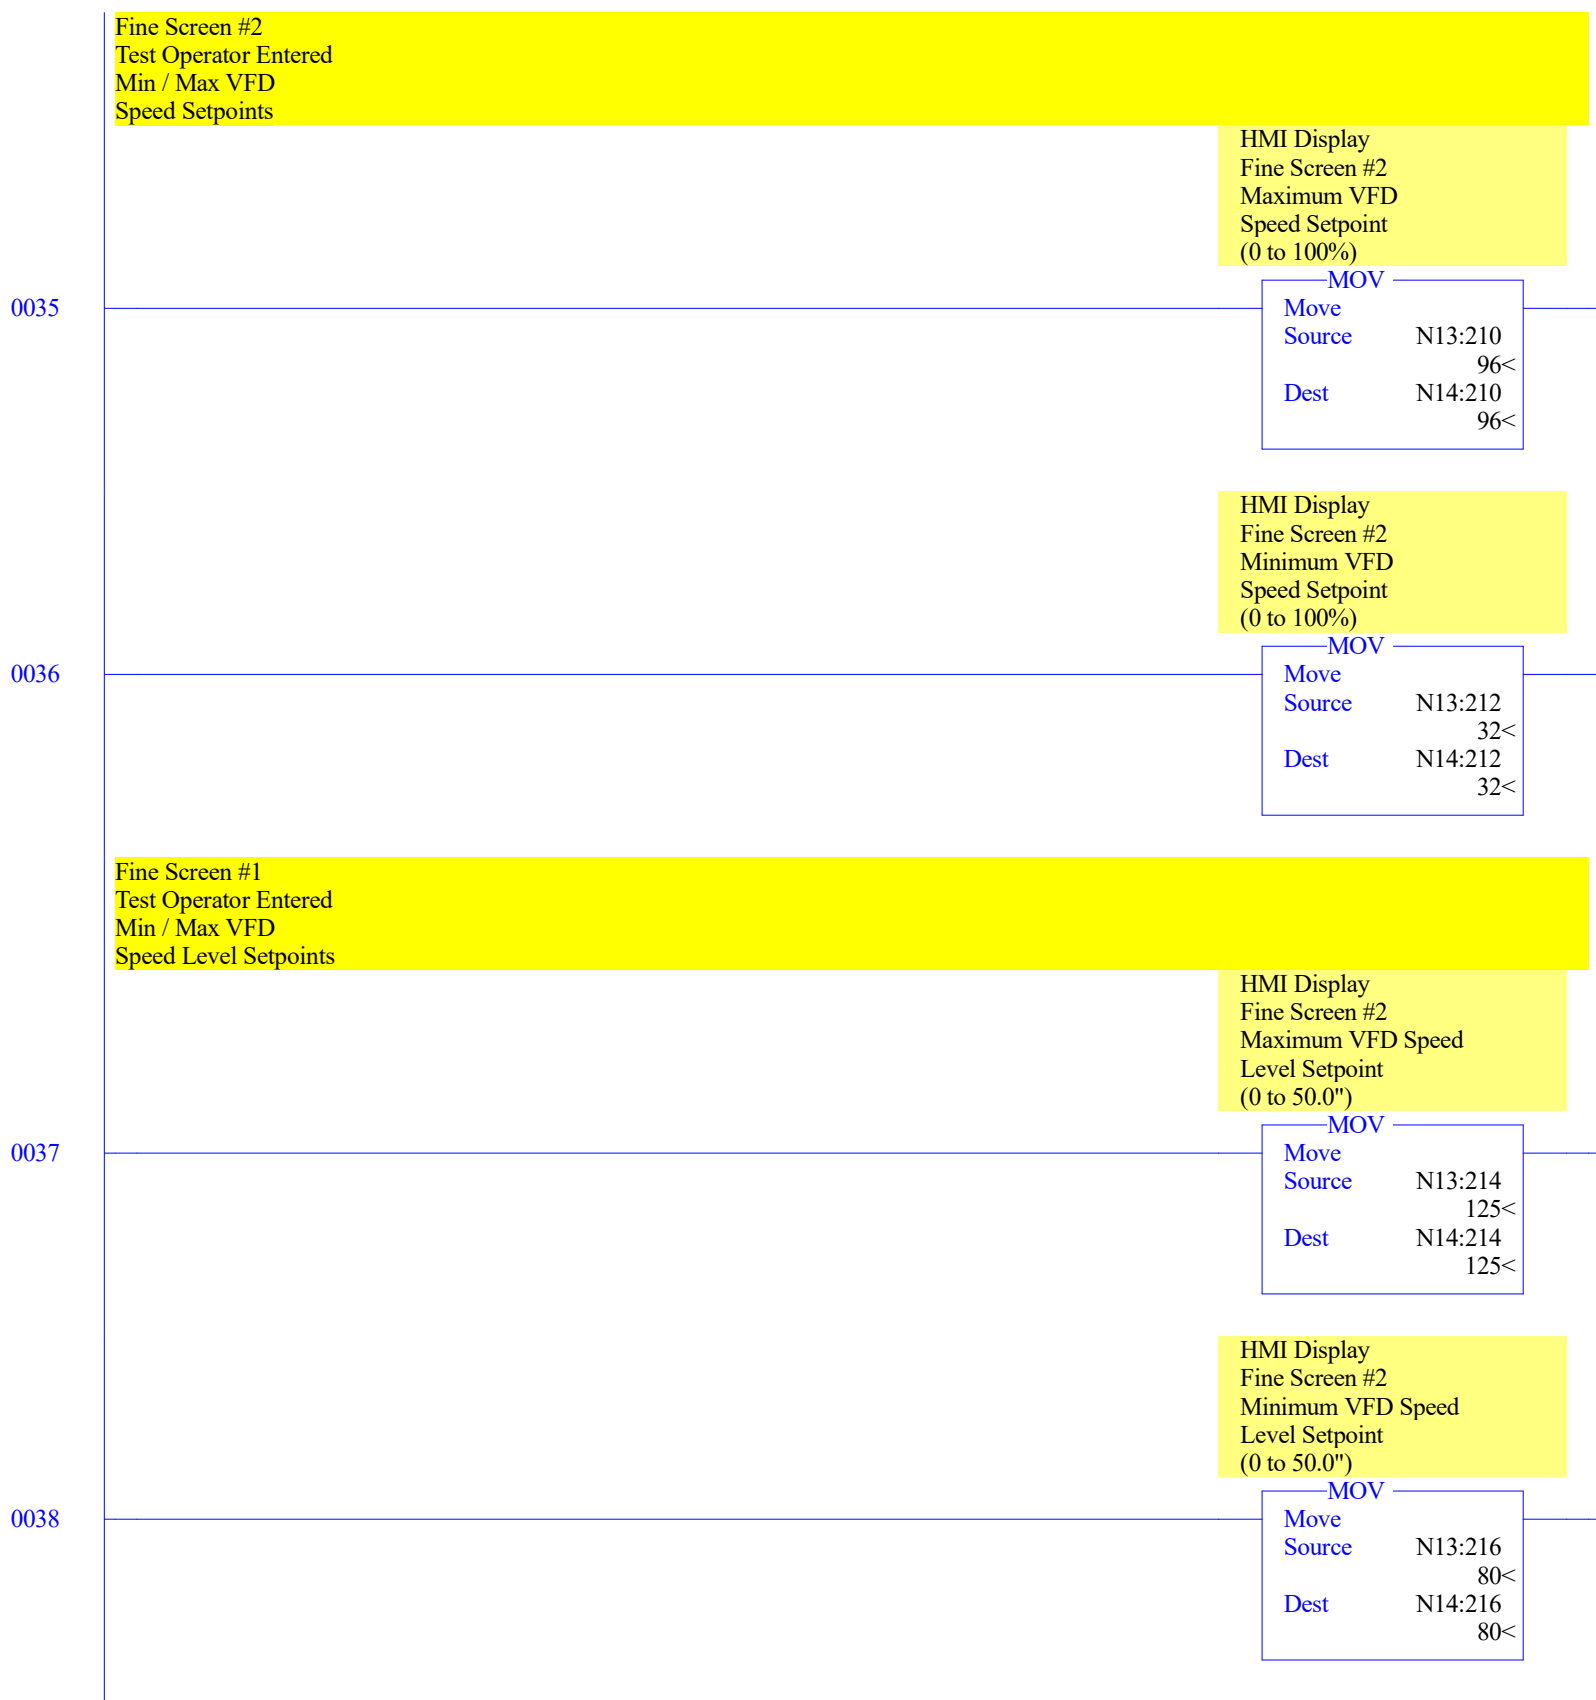 Fine Screen #2
Test Operator Entered
Min / Max VFD
Speed Setpoints
HMI Display
Fine Screen #2
Maximum VFD
Speed Setpoint
(0 to 100%)
MOV
0035
Move
Source N13:210
96<
Dest N14:210
96<
HMI Display
Fine Screen #2
Minimum VFD
Speed Setpoint
(0 to 100%)
MOV
0036
Move
Source N13:212
32<
Dest N14:212
32<
Fine Screen #1
Test Operator Entered
Min / Max VFD
Speed Level Setpoints
HMI Display
Fine Screen #2
Maximum VFD Speed
Level Setpoint
(0 to 50.0")
MOV
0037
Move
Source N13:214
125<
Dest N14:214
125<
HMI Display
Fine Screen #2
Minimum VFD Speed
Level Setpoint
(0 to 50.0")
MOV
0038
Move
Source N13:216
80<
Dest N14:216
80<